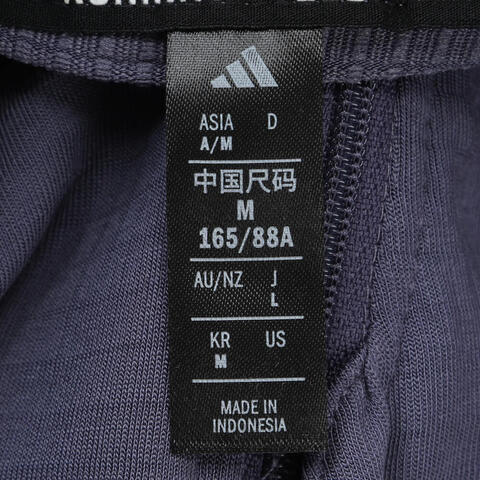 ASIA D
A/M
中国尺码
M
165/88A
AU/NZ J
L
KR US
M
MADE IN
INDONESIA